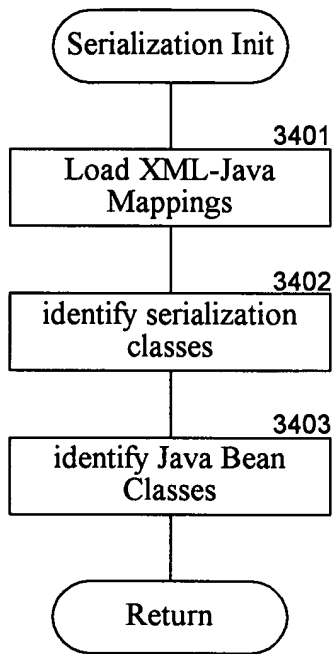 Serialization Init
3401
Load XML-Java
Mappings
3402
identify serialization
classes
3403
identify Java Bean
Classes
Return